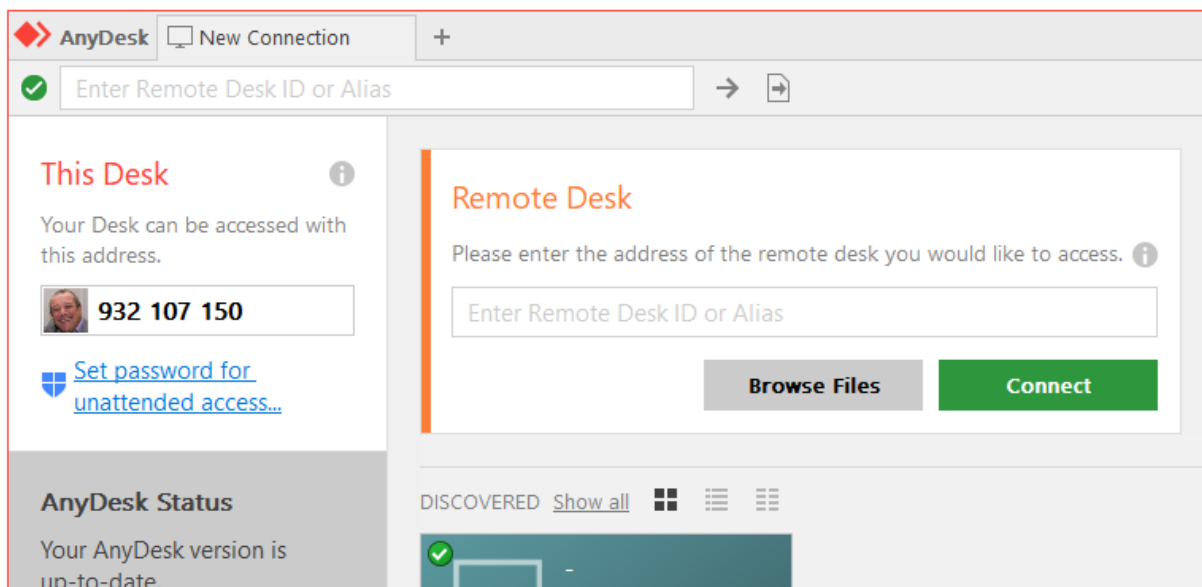 AnyDesk
New Connection
+
Enter Remote Desk ID or Alias
This Desk
Your Desk can be accessed with
this address.
932 107 150
Set password for
unattended access...
AnyDesk Status
Your AnyDesk version is
up-to-date
Remote Desk
Please enter the address of the remote desk you would like to access.
Enter Remote Desk ID or Alias
Browse Files
Connect
DISCOVERED Show all
-